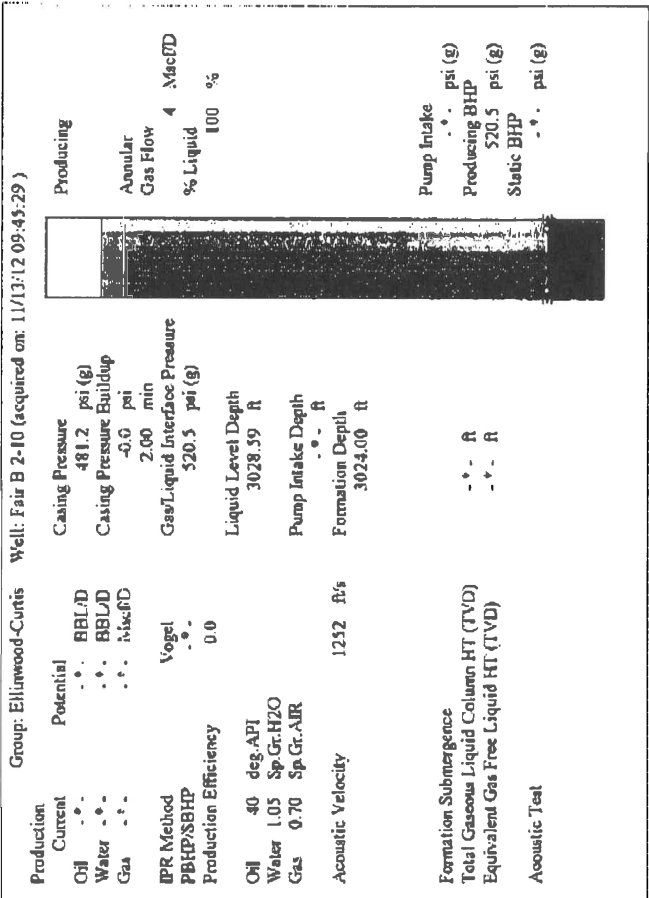 Group: Ellinwood-Curtis Well: Fair B 2-10 (acquired on: 11/13/12 09:45:29 )
Production
Current Potential
Oil - * - - * - BBL/D
Water - * - - * - BBL/D
Gas - * - - * - Mscf/D
IPR Method Vogel
PBHP/SBHP - * -
Production Efficiency 0.0
Oil 40 deg.API
Water 1.05 Sp.Gr.H2O
Gas 0.70 Sp.Gr.AIR
Acoustic Velocity 1252 ft/s
Formation Submergence
Total Gaseous Liquid Column HT (TVD) - * - ft
Equivalent Gas Free Liquid HT (TVD) - * - ft
Acoustic Test
Casing Pressure
481.2 psi (g)
Casing Pressure Buildup
-0.0 psi
2.00 min
Gas/Liquid Interface Pressure
520.5 psi (g)
Liquid Level Depth
3028.59 ft
Pump Intake Depth
- * - ft
Formation Depth
3024.00 ft
Producing
Annular
Gas Flow 4 Mscf/D
% Liquid
100 %
Pump Intake
- * - psi (g)
Producing BHP
520.5 psi (g)
Static BHP
- * - psi (g)